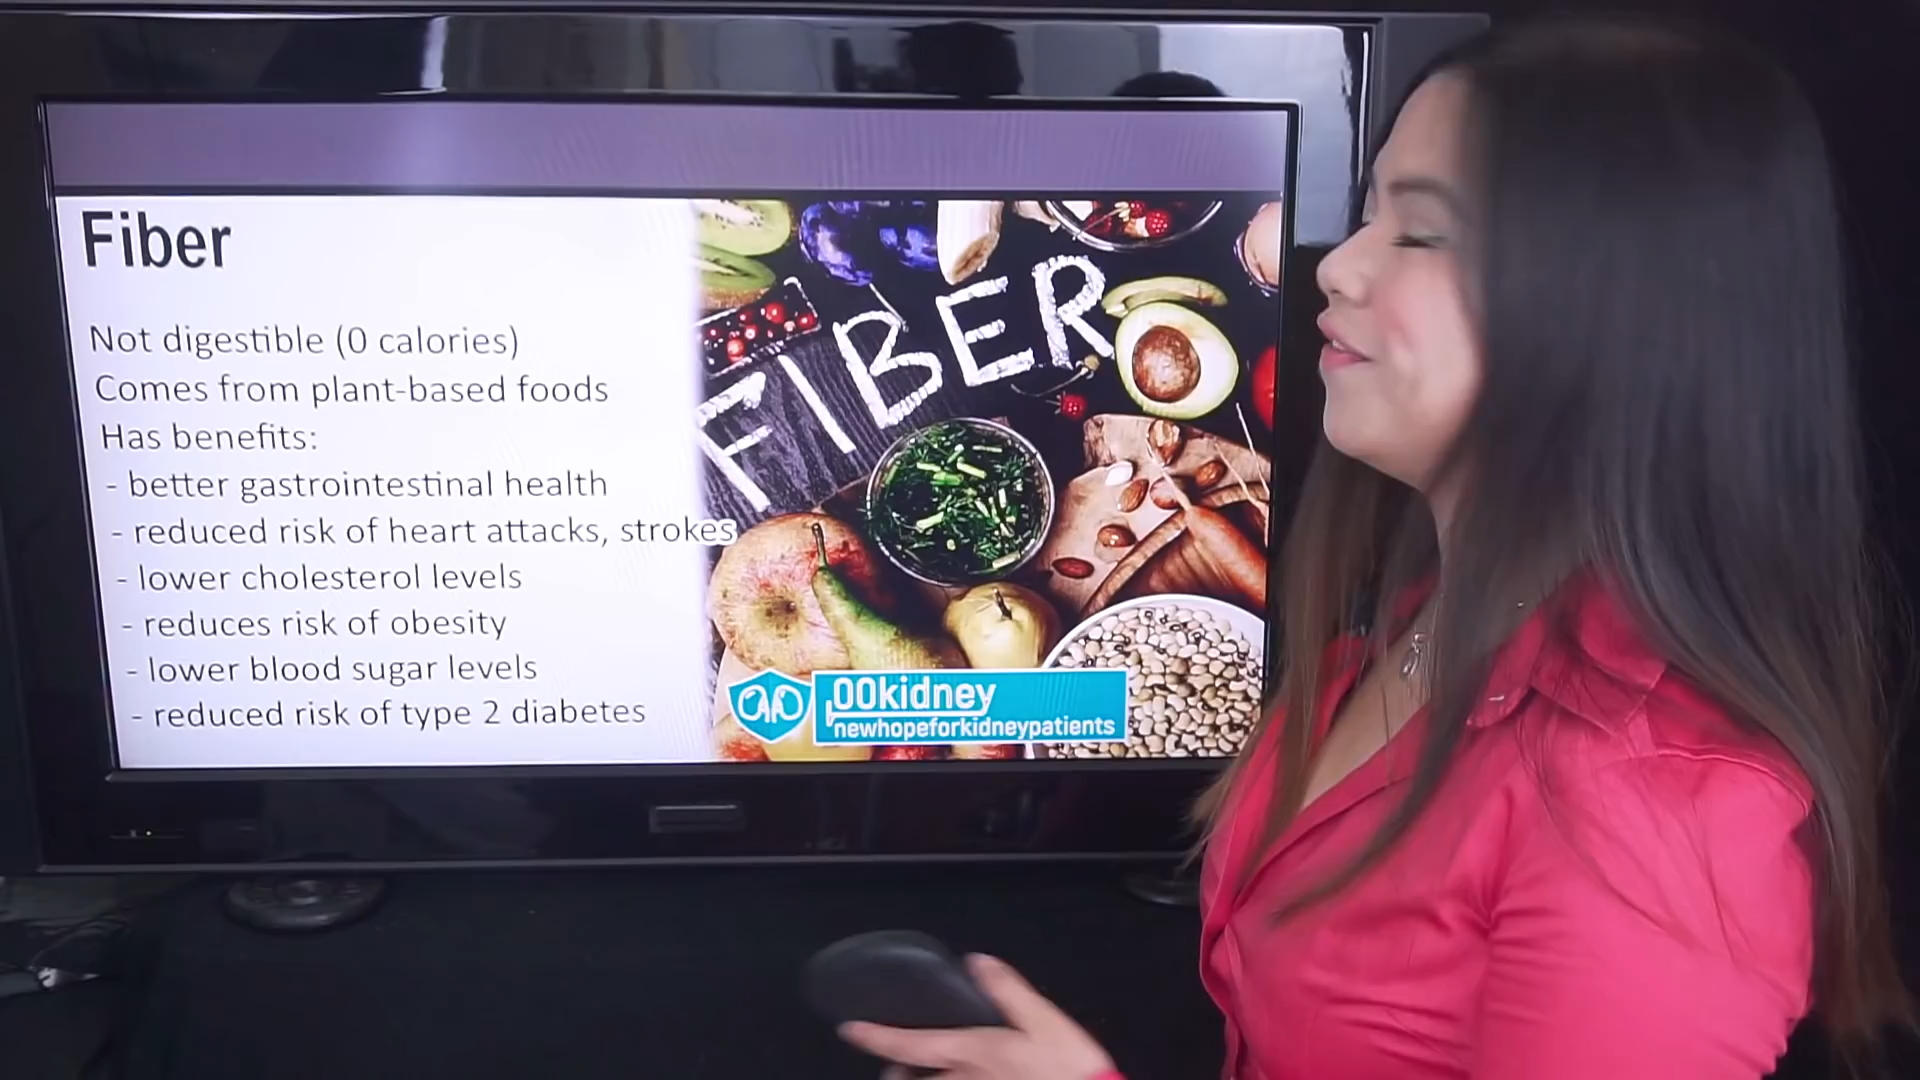 Fiber
Not digestible (0 calories)
Comes from plant-based foods
Has benefits:
- better gastrointestinal health
- reduced risk of heart attacks, strokes
- lower cholesterol levels
- reduces risk of obesity
- lower blood sugar levels
- reduced risk of type 2 diabetes
FIBER
00kidney
newhopeforkidneypatients